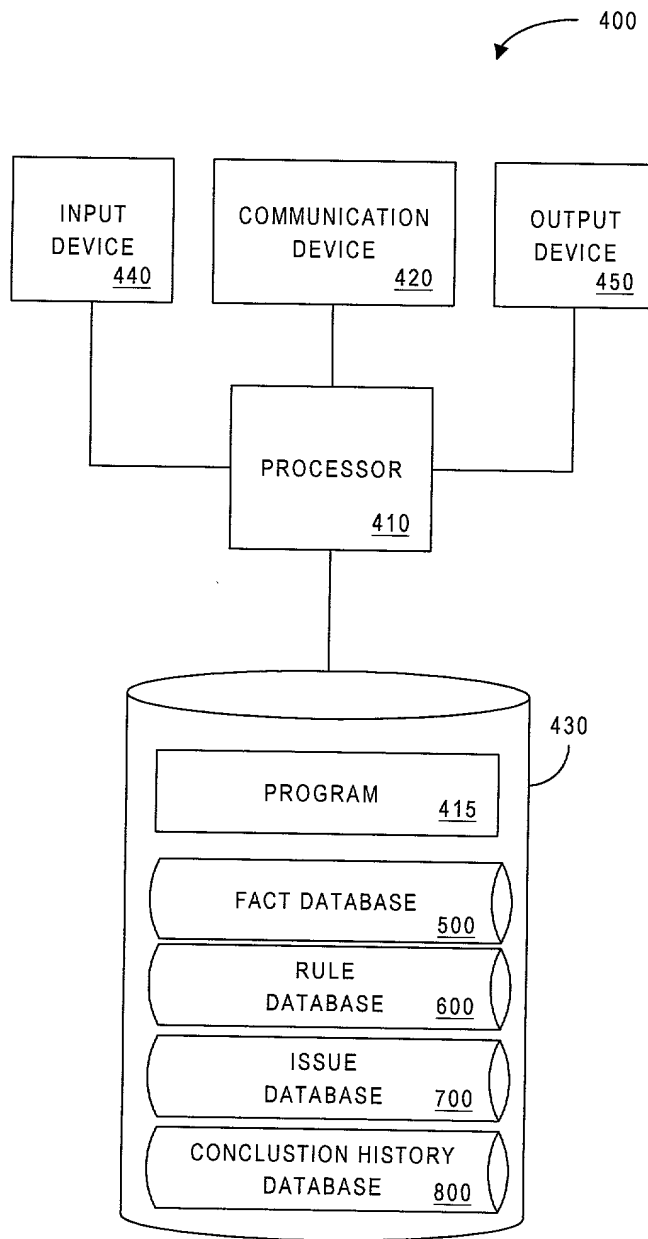 400
INPUT
DEVICE
440
COMMUNICATION
DEVICE
420
OUTPUT
DEVICE
450
PROCESSOR
410
430
PROGRAM
415
FACT DATABASE
500
RULE
DATABASE
600
ISSUE
DATABASE
700
CONCLUSTION HISTORY
DATABASE
800